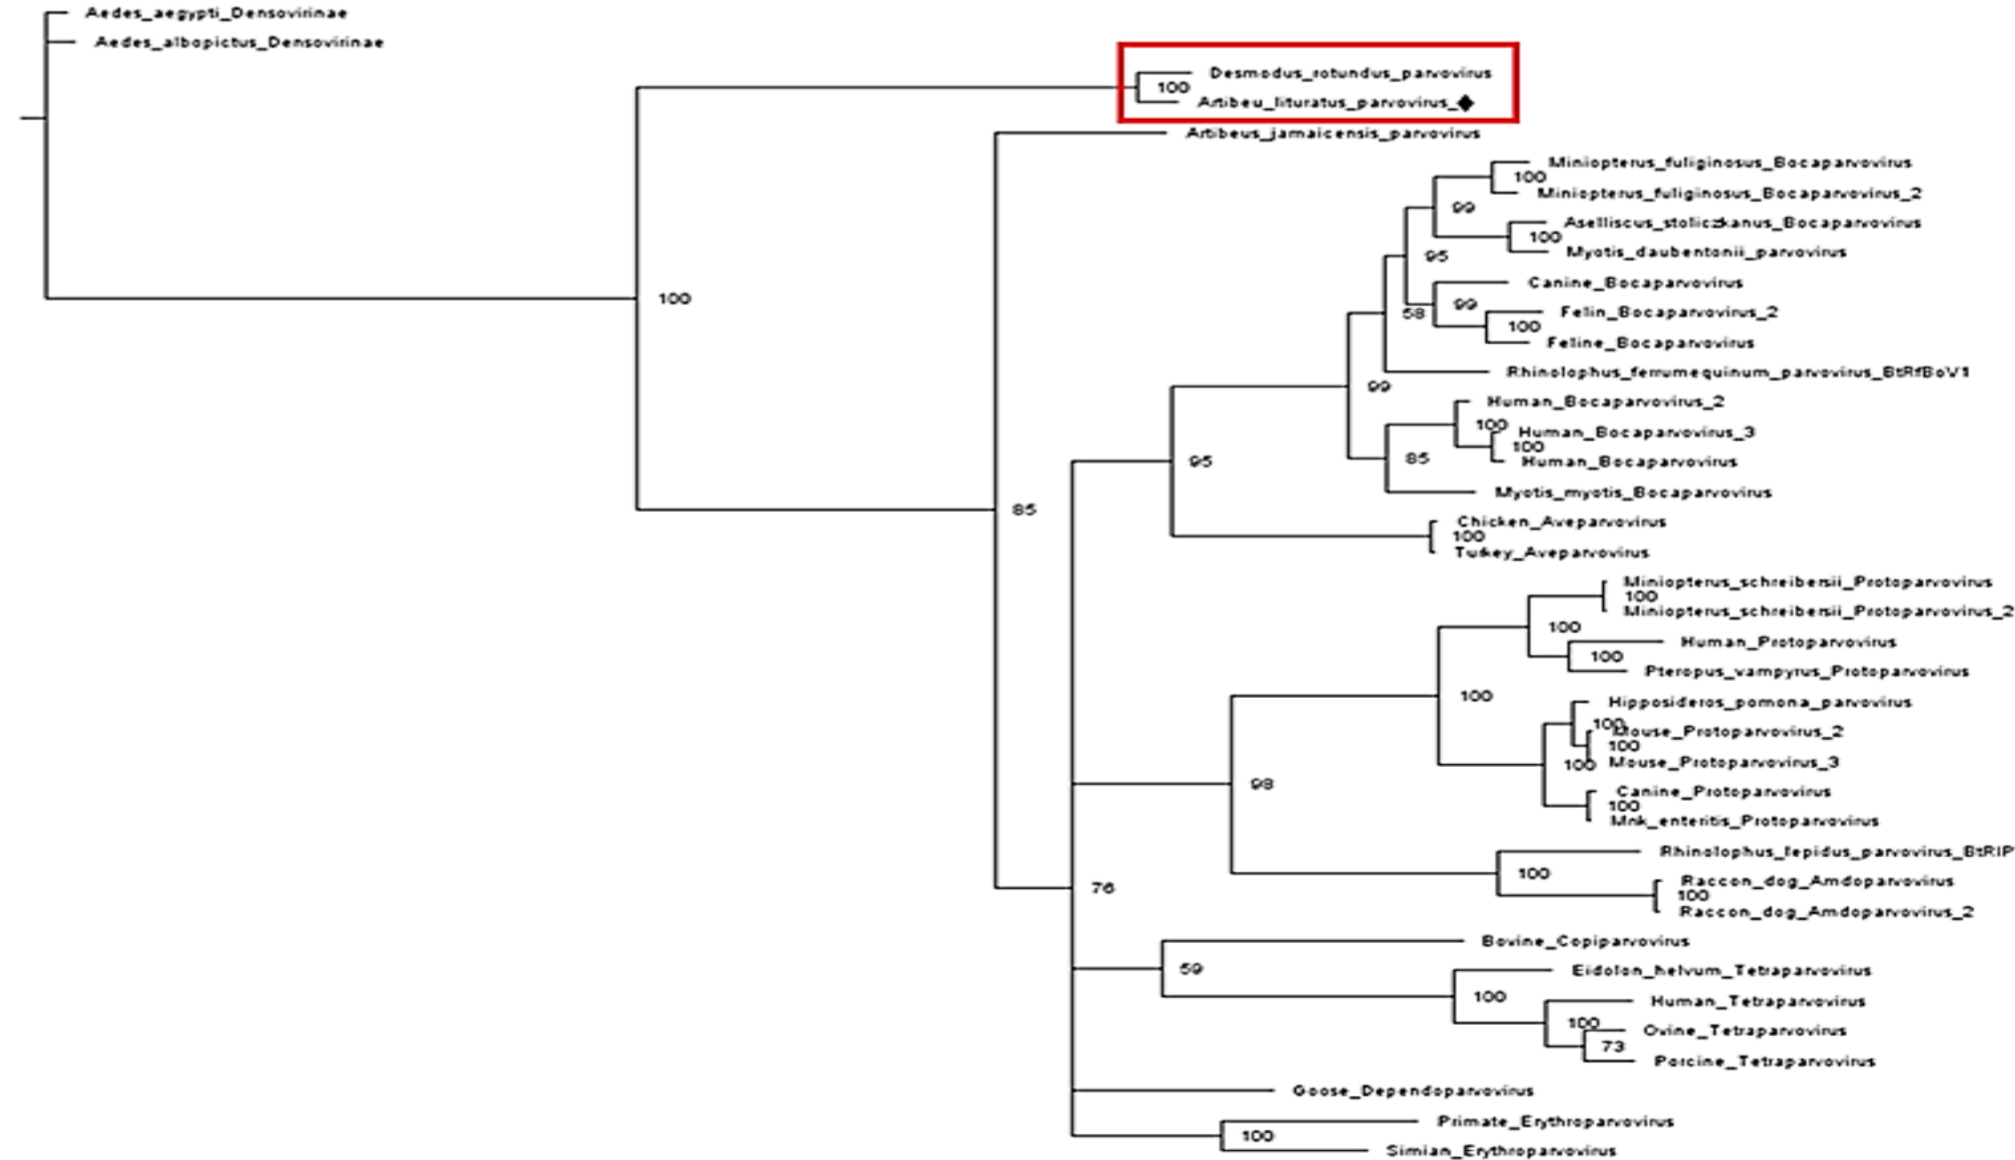 Aedes_aegypti_Densovirinae
Aedes_albopictus_Densovirinae
Desmodus_rotundus_parvovirus
100
Artibeu_lituratus_parvovirus_◆
Artibeus_jamaicensis_parvovirus
Miniopterus_fuliginosus_Bocaparvovirus
100
Miniopterus_fuliginosus_Bocaparvovirus_2
99
Aselliscus_stoliczkanus_Bocaparvovirus
100
Myotis_daubentonii_parvovirus
95
Canine_Bocaparvovirus
99
58
Felin_Bocaparvovirus_2
100
Feline_Bocaparvovirus
100
Rhinolophus_ferrumequinum_parvovirus_BtRfBoV1
99
Human_Bocaparvovirus_2
100
Human_Bocaparvovirus_3
100
85
Human_Bocaparvovirus
95
Myotis_myotis_Bocaparvovirus
85
Chicken_Aveparvovirus
100
Turkey_Aveparvovirus
Miniopterus_schreibersii_Protoparvovirus
100
Miniopterus_schreibersii_Protoparvovirus_2
100
Human_Protoparvovirus
100
Pteropus_vampyrus_Protoparvovirus
100
Hipposideros_pomona_parvovirus
100
Mouse_Protoparvovirus_2
100
100
Mouse_Protoparvovirus_3
98
Canine_Protoparvovirus
100
Mnk_enteritis_Protoparvovirus
Rhinolophus_lepidus_parvovirus_BtRlP
100
Raccon_dog_Amdoparvovirus
76
100
Raccon_dog_Amdoparvovirus_2
Bovine_Copiparvovirus
59
Eidolon_helvum_Tetraparvovirus
100
Human_Tetraparvovirus
100
Ovine_Tetraparvovirus
73
Porcine_Tetraparvovirus
Goose_Dependoparvovirus
Primate_Erythroparvovirus
100
Simian_Erythroparvovirus